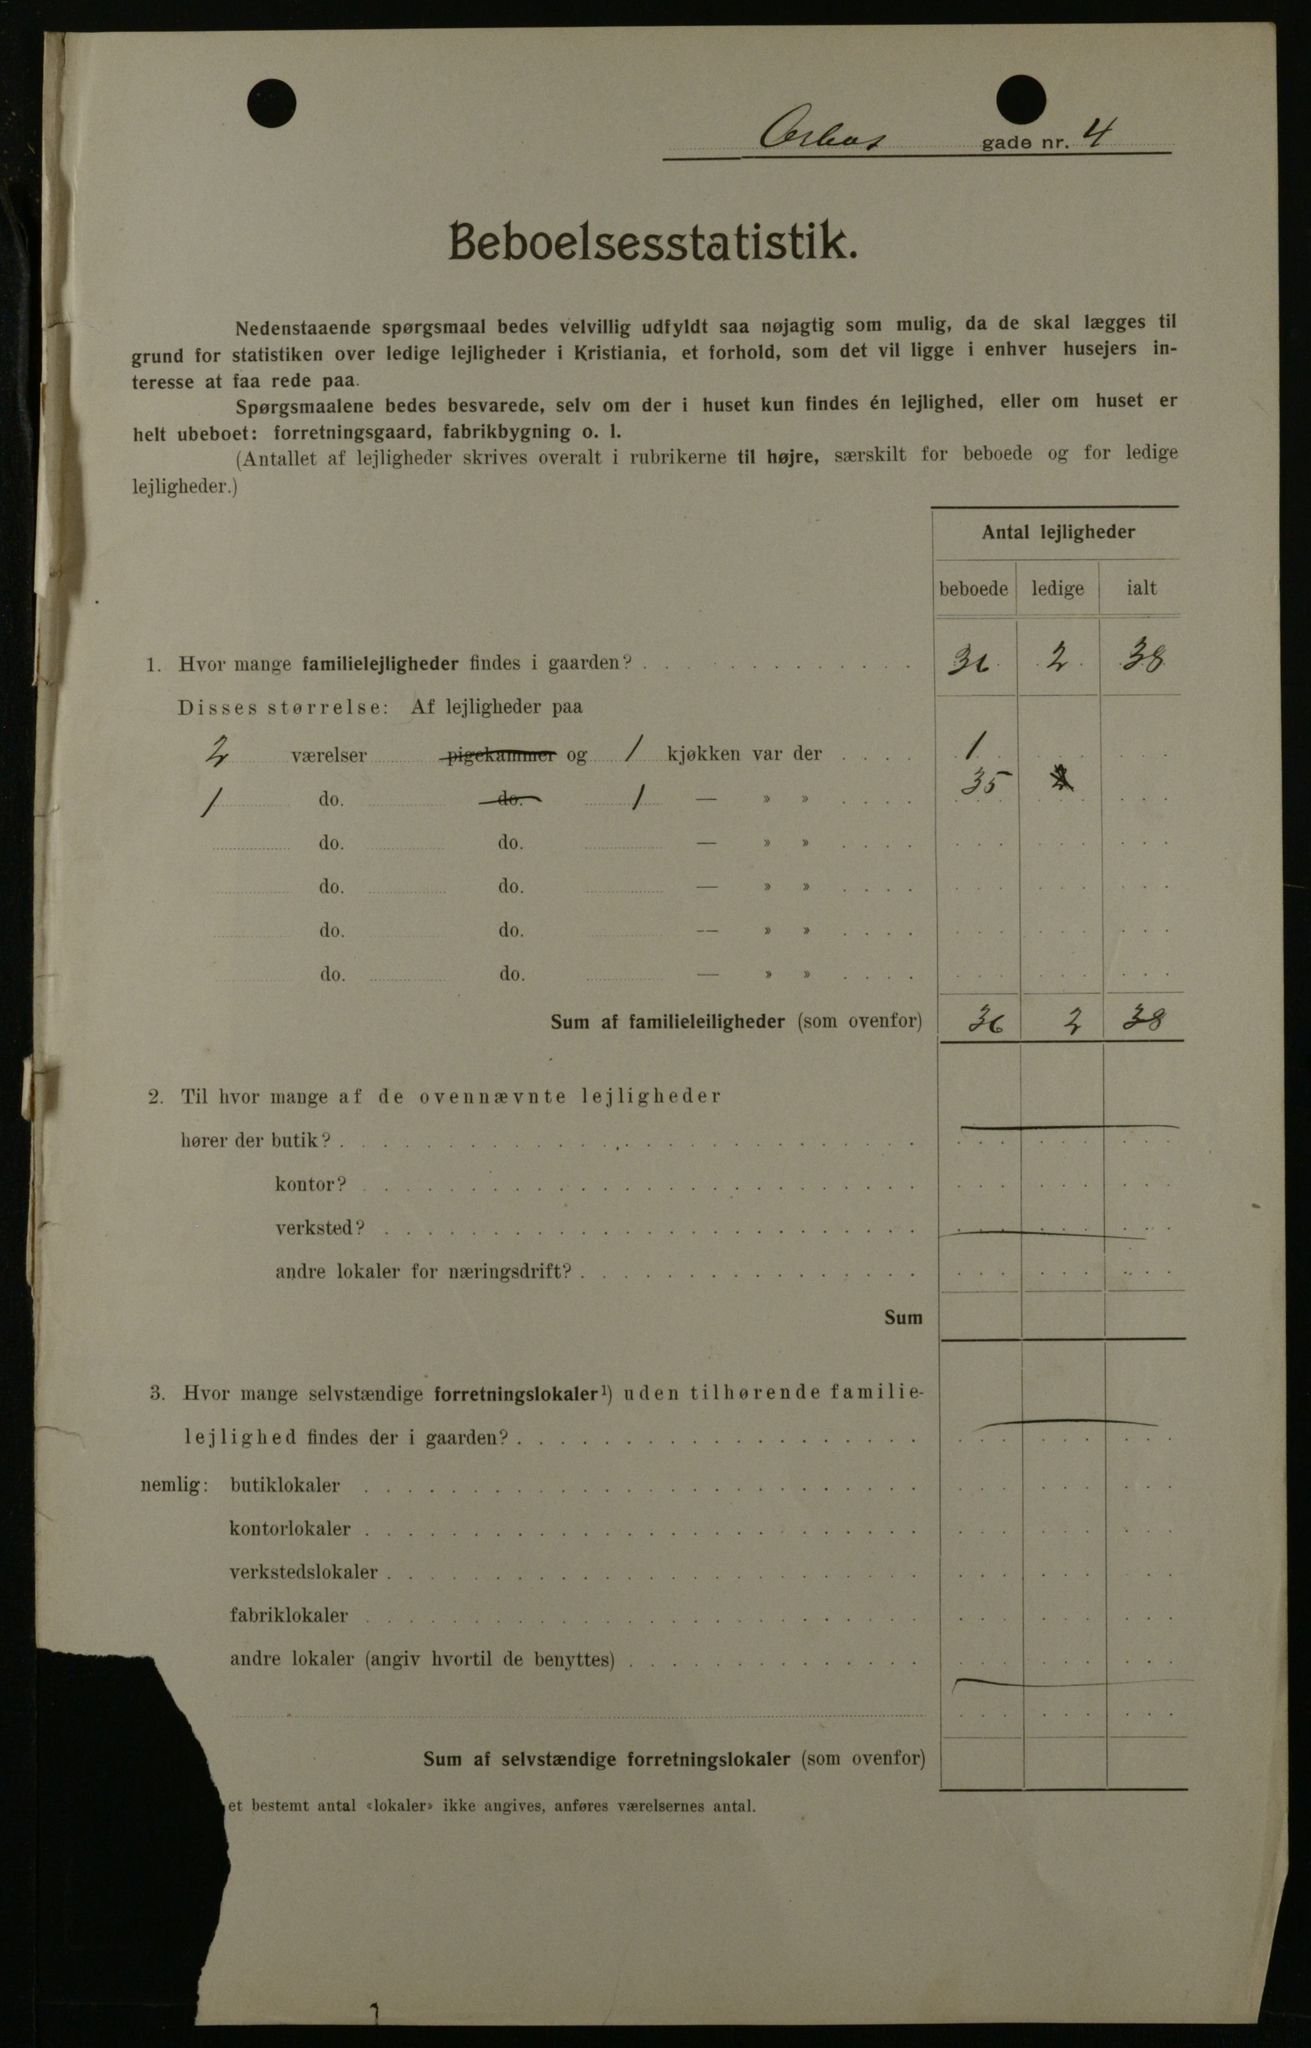 gade nr. 4
Beboelsesstatistik.
Nedenstaaende spørgsmaal bedes velvillig udfyldt saa nøjagtig som mulig, da de skal lægges til
grund for statistiken over ledige lejligheder i Kristiania, et forhold, som det vil ligge i enhver husejers in-
teresse at faa rede paa.
Spørgsmaalene bedes besvarede, selv om der i huset kun findes én lejlighed, eller om huset er
helt ubeboet: forretningsgaard, fabrikbygning o. l.
(Antallet af lejligheder skrives overalt i rubrikerne til højre, særskilt for beboede og for ledige
lejligheder.)
Antal lejligheder
beboede ledige ialt
1. Hvor mange familielejligheder findes i gaarden? 36 2 38
Disses størrelse: Af lejligheder paa
2 værelser pigekammer og 1 kjøkken var der 1
1 do. do. 1 — » » 35 2
do. do. — » »
do. do. — » »
do. do. — » »
do. do. — » »
Sum af familieleiligheder (som ovenfor) 36 2 38
2. Til hvor mange af de ovennævnte lejligheder
hører der butik?
kontor?
verksted?
andre lokaler for næringsdrift?
Sum
3. Hvor mange selvstændige forretningslokaler¹) uden tilhørende familie-
lejlighed findes der i gaarden?
nemlig: butiklokaler
kontorlokaler
verkstedslokaler
fabriklokaler
andre lokaler (angiv hvortil de benyttes)
Sum af selvstændige forretningslokaler (som ovenfor)
et bestemt antal «lokaler» ikke angives, anføres værelsernes antal.